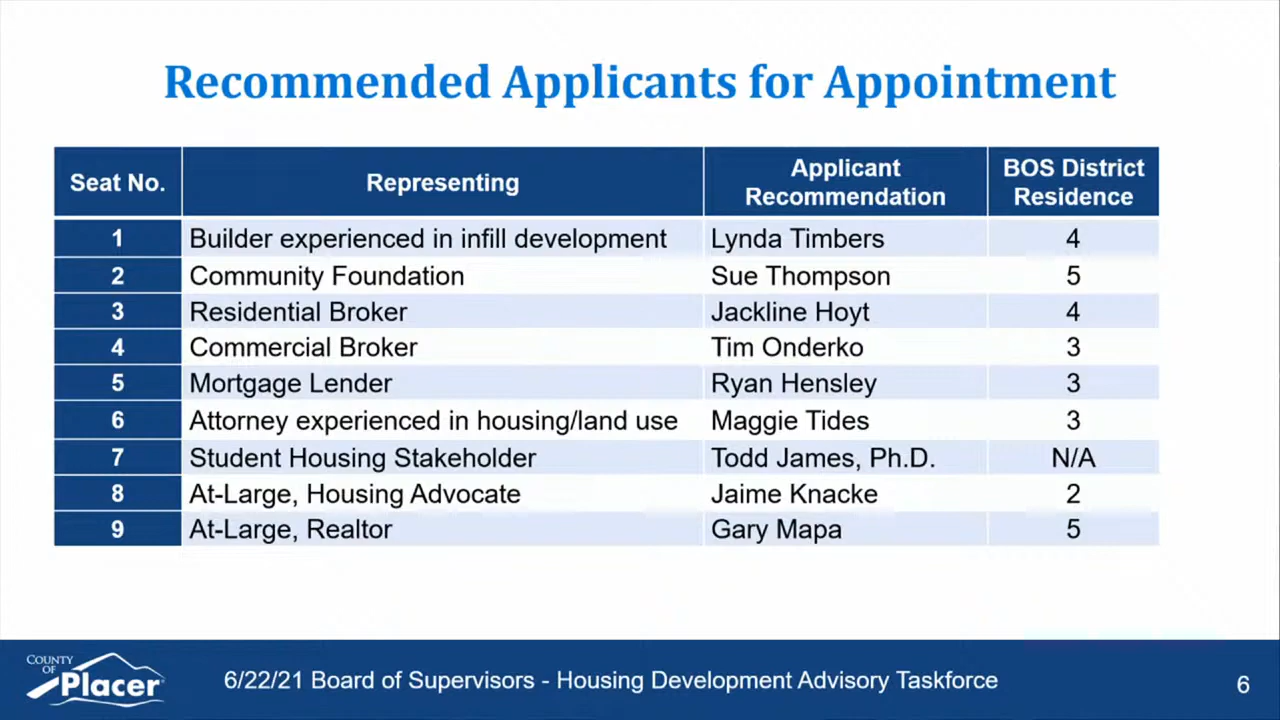 Recommended Applicants for Appointment
Seat No. Representing Applicant Recommendation BOS District Residence
1 Builder experienced in infill development Lynda Timbers 4
2 Community Foundation Sue Thompson 5
3 Residential Broker Jackline Hoyt 4
4 Commercial Broker Tim Onderko 3
5 Mortgage Lender Ryan Hensley 3
6 Attorney experienced in housing/land use Maggie Tides 3
7 Student Housing Stakeholder Todd James, Ph.D. N/A
8 At-Large, Housing Advocate Jaime Knacke 2
9 At-Large, Realtor Gary Mapa 5
COUNTY
OF
Placer
6/22/21 Board of Supervisors - Housing Development Advisory Taskforce
6